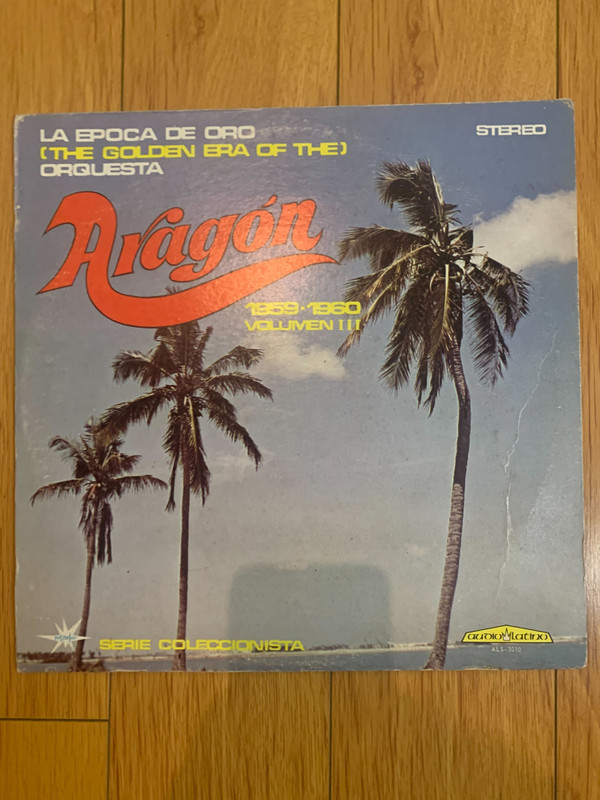 LA EPOCA DE ORO
(THE GOLDEN ERA OF THE)
ORQUESTA
STEREO
Aragón
1959-1960
VOLUMEN III
SERIE COLECCIONISTA
audio latino
ALS-3010